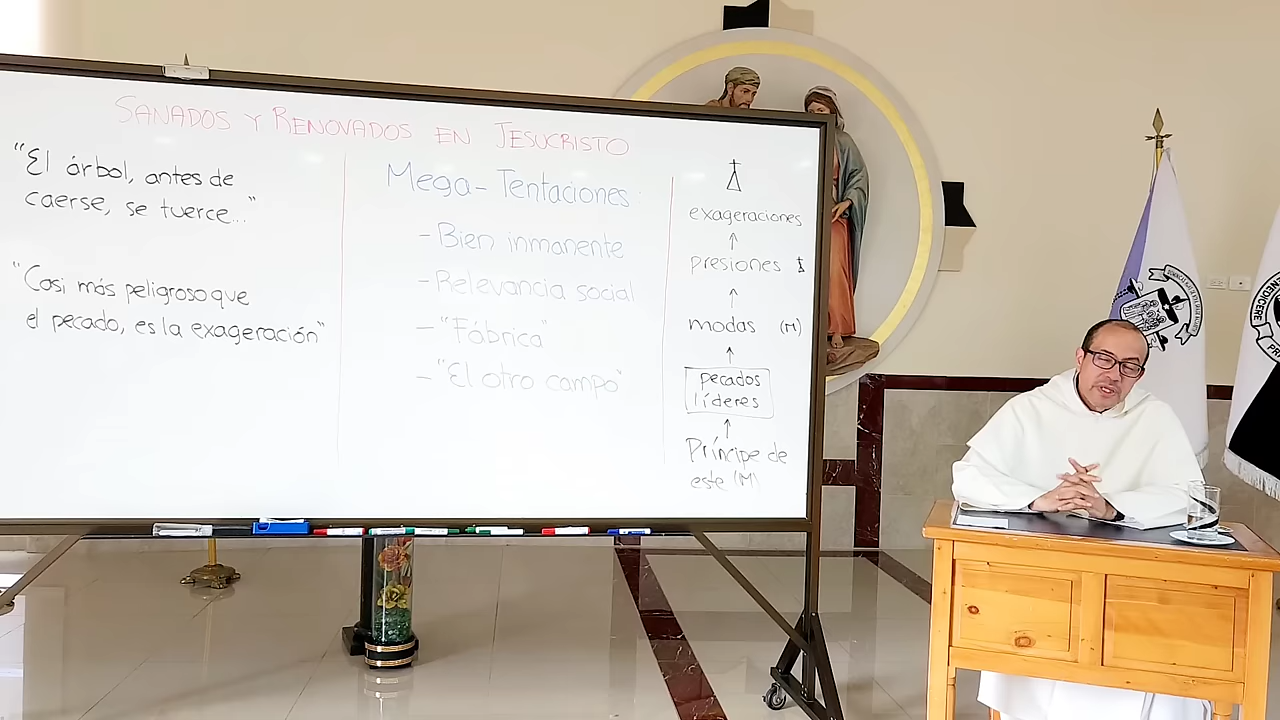 SANADOS Y RENOVADOS EN JESUCRISTO
"El árbol, antes de
caerse, se tuerce..."
"Casi más peligroso que
el pecado, es la exageración"
Mega-Tentaciones:
- Bien inmanente
- Relevancia social
- "Fábrica"
- "El otro campo"
exageraciones
↑
presiones
↑
modas (M)
↑
pecados
líderes
↑
Príncipe de
este (M)